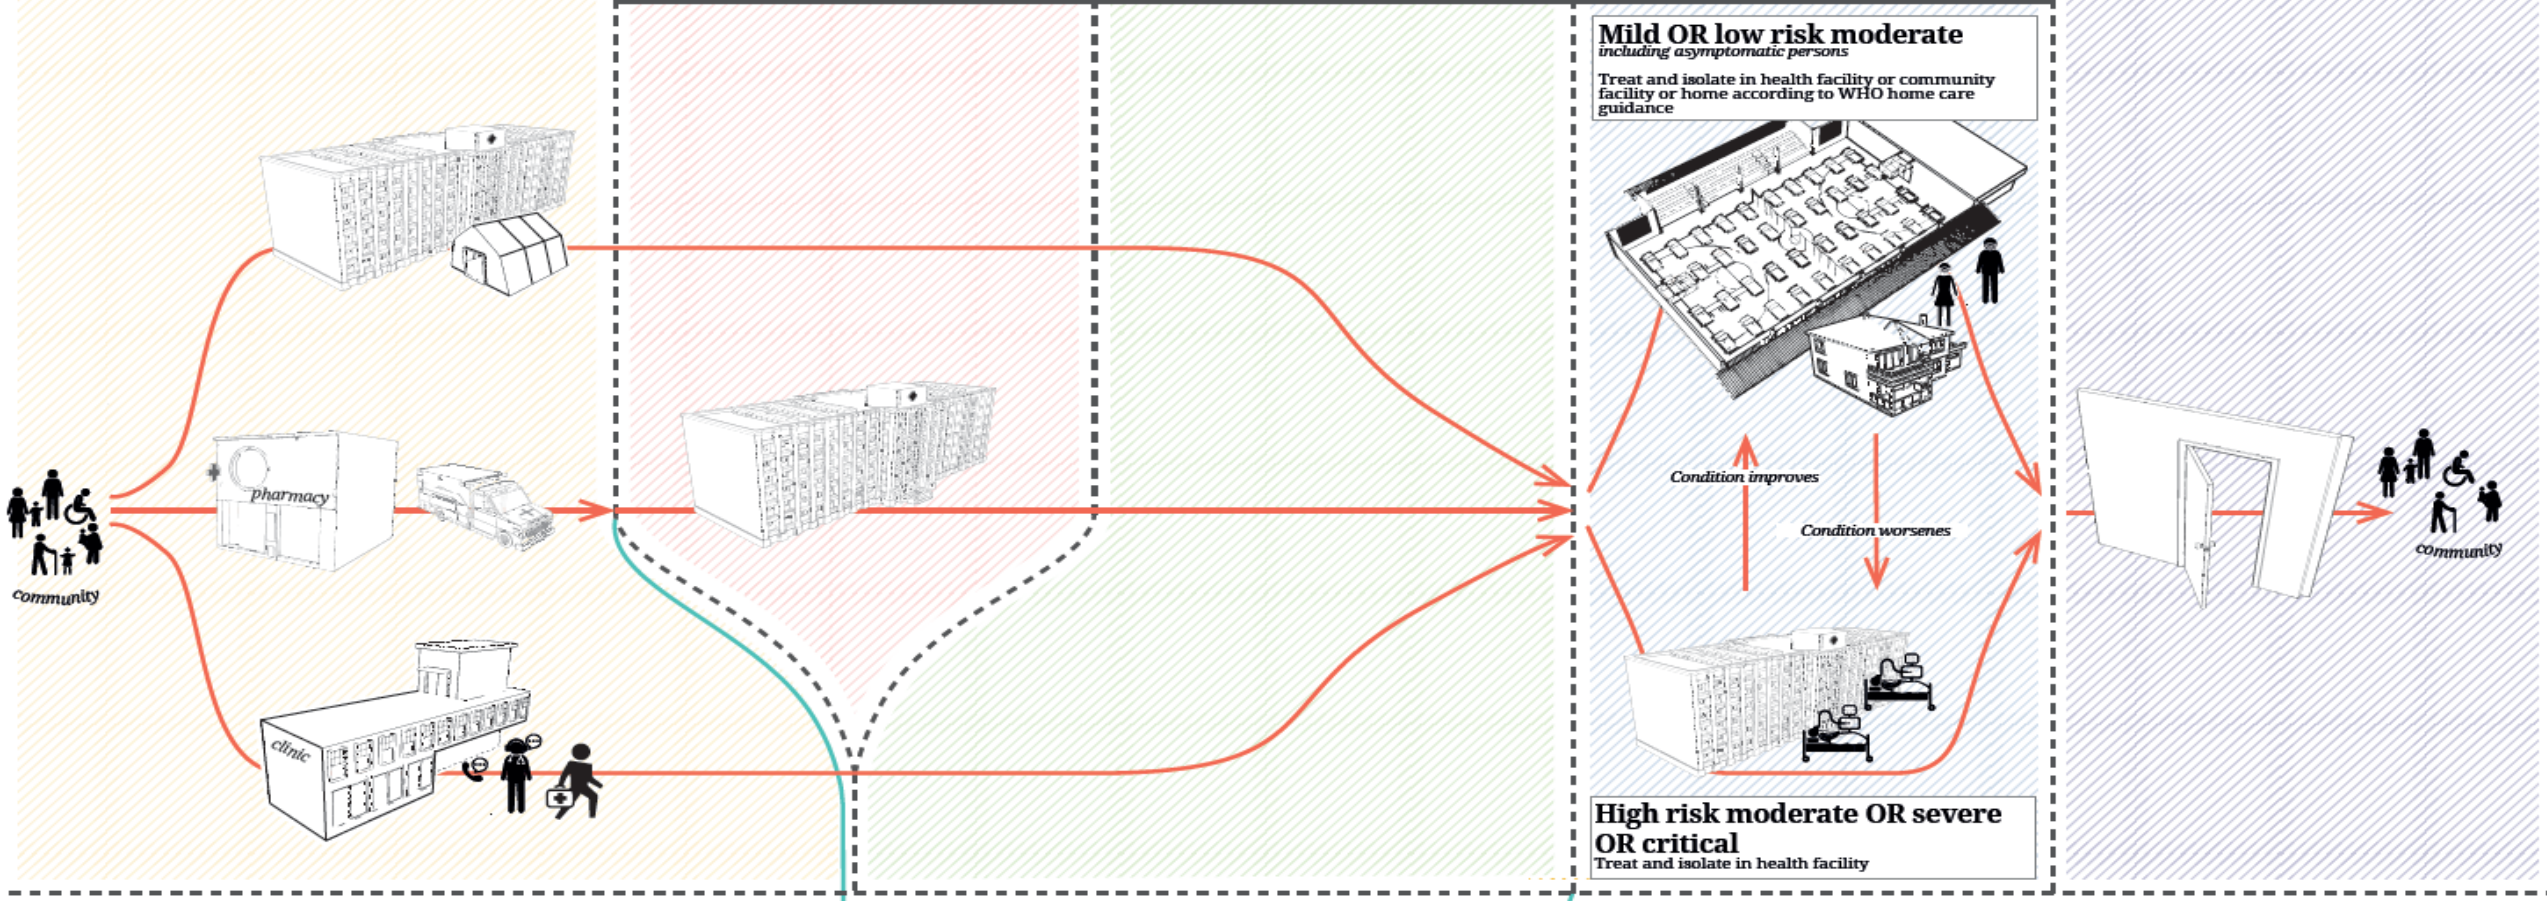 Mild OR low risk moderate
including asymptomatic persons
Treat and isolate in health facility or community
facility or home according to WHO home care
guidance
pharmacy
community
clinic
Condition improves
Condition worsenes
community
High risk moderate OR severe
OR critical
Treat and isolate in health facility